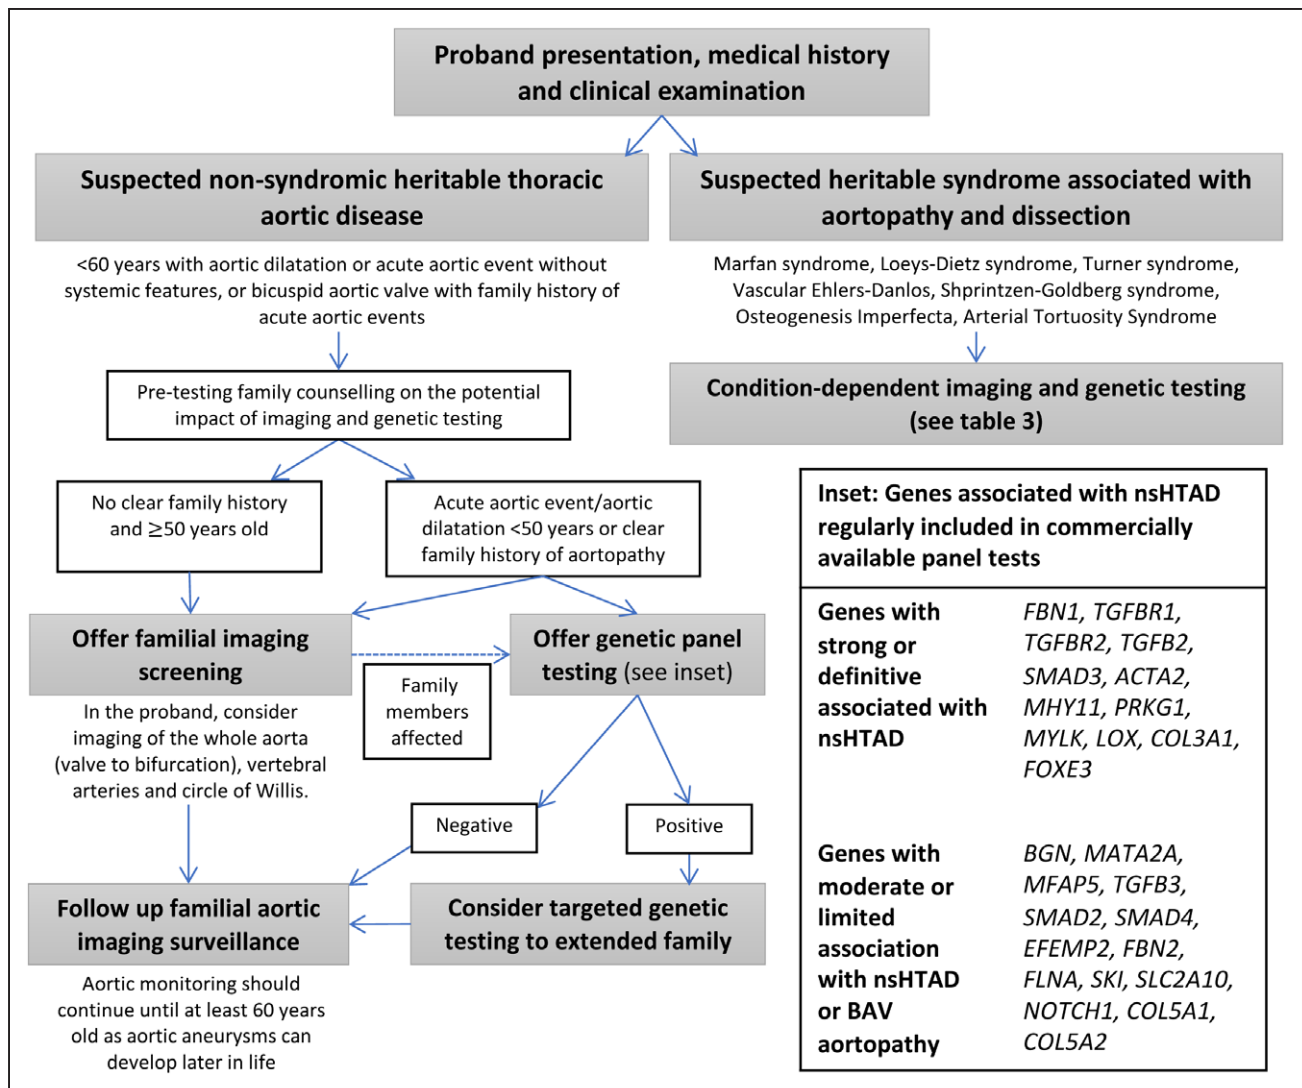 Proband presentation, medical history
and clinical examination
Suspected non-syndromic heritable thoracic
aortic disease
<60 years with aortic dilatation or acute aortic event without
systemic features, or bicuspid aortic valve with family history of
acute aortic events
Suspected heritable syndrome associated with
aortopathy and dissection
Marfan syndrome, Loeys-Dietz syndrome, Turner syndrome,
Vascular Ehlers-Danlos, Shprintzen-Goldberg syndrome,
Osteogenesis Imperfecta, Arterial Tortuosity Syndrome
Condition-dependent imaging and genetic testing
(see table 3)
Pre-testing family counselling on the potential
impact of imaging and genetic testing
No clear family history
and ≥50 years old
Acute aortic event/aortic
dilatation <50 years or clear
family history of aortopathy
Offer familial imaging
screening
In the proband, consider
imaging of the whole aorta
(valve to bifurcation), vertebral
arteries and circle of Willis.
Family
members
affected
Offer genetic panel
testing (see inset)
Negative
Positive
Follow up familial aortic
imaging surveillance
Aortic monitoring should
continue until at least 60 years
old as aortic aneurysms can
develop later in life
Consider targeted genetic
testing to extended family
Inset: Genes associated with nsHTAD
regularly included in commercially
available panel tests
Genes with
strong or
definitive
associated with
nsHTAD
FBN1, TGFBR1,
TGFBR2, TGFB2,
SMAD3, ACTA2,
MHY11, PRKG1,
MYLK, LOX, COL3A1,
FOXE3
Genes with
moderate or
limited
association
with nsHTAD
or BAV
aortopathy
BGN, MATA2A,
MFAP5, TGFB3,
SMAD2, SMAD4,
EFEMP2, FBN2,
FLNA, SKI, SLC2A10,
NOTCH1, COL5A1,
COL5A2